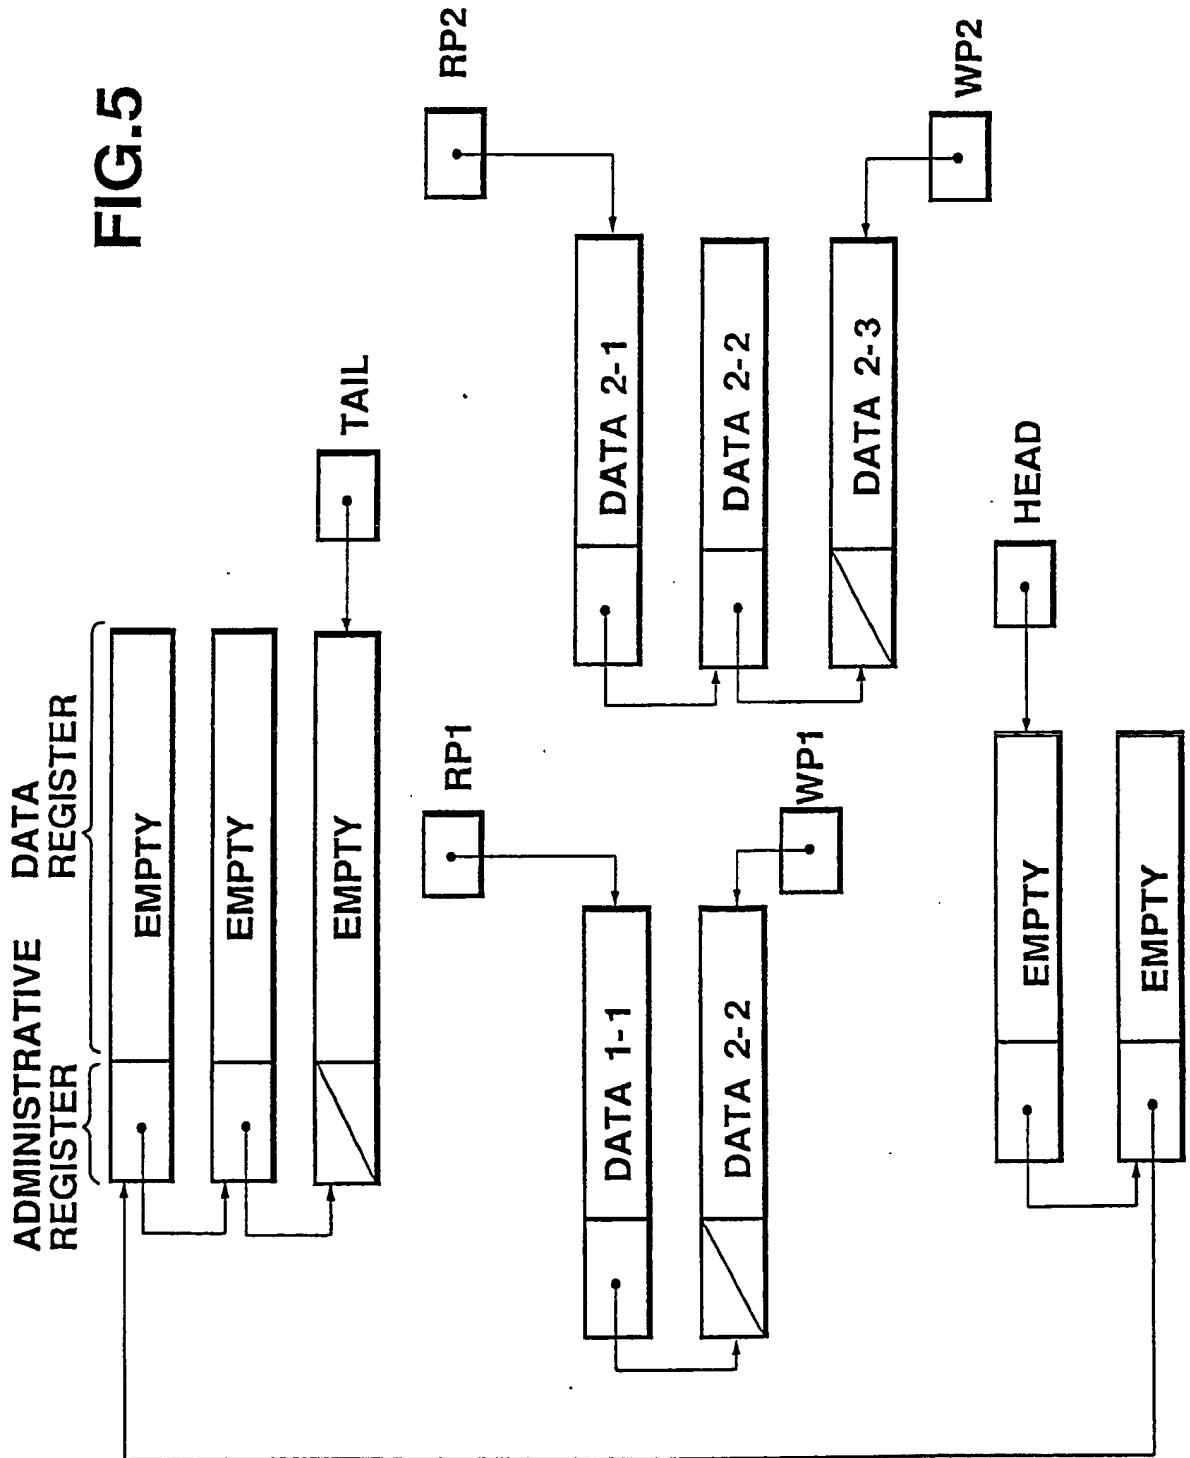 FIG.5
ADMINISTRATIVE
REGISTER
DATA
REGISTER
EMPTY
EMPTY
EMPTY
TAIL
RP1
DATA 1-1
DATA 2-2
WP1
RP2
DATA 2-1
DATA 2-2
DATA 2-3
WP2
HEAD
EMPTY
EMPTY